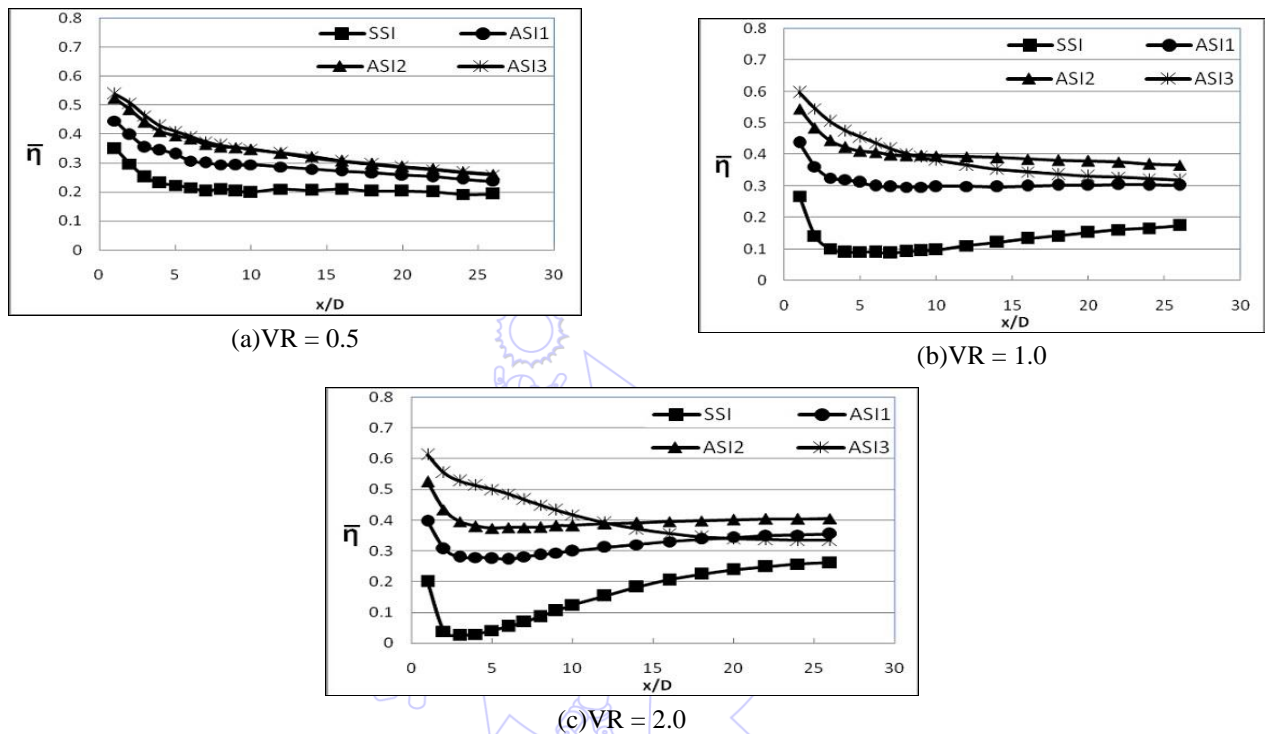 0.8
0.7
0.6
0.5
0.4
0.3
0.2
0.1
0
η̅
SSI ASI1
ASI2 ASI3
0 5 10 15 20 25 30
x/D
(a)VR = 0.5
0.8
0.7
0.6
0.5
0.4
0.3
0.2
0.1
0
η̅
SSI ASI1
ASI2 ASI3
0 5 10 15 20 25 30
x/D
(b)VR = 1.0
0.8
0.7
0.6
0.5
0.4
0.3
0.2
0.1
0
η̅
SSI ASI1
ASI2 ASI3
0 5 10 15 20 25 30
x/D
(c)VR = 2.0